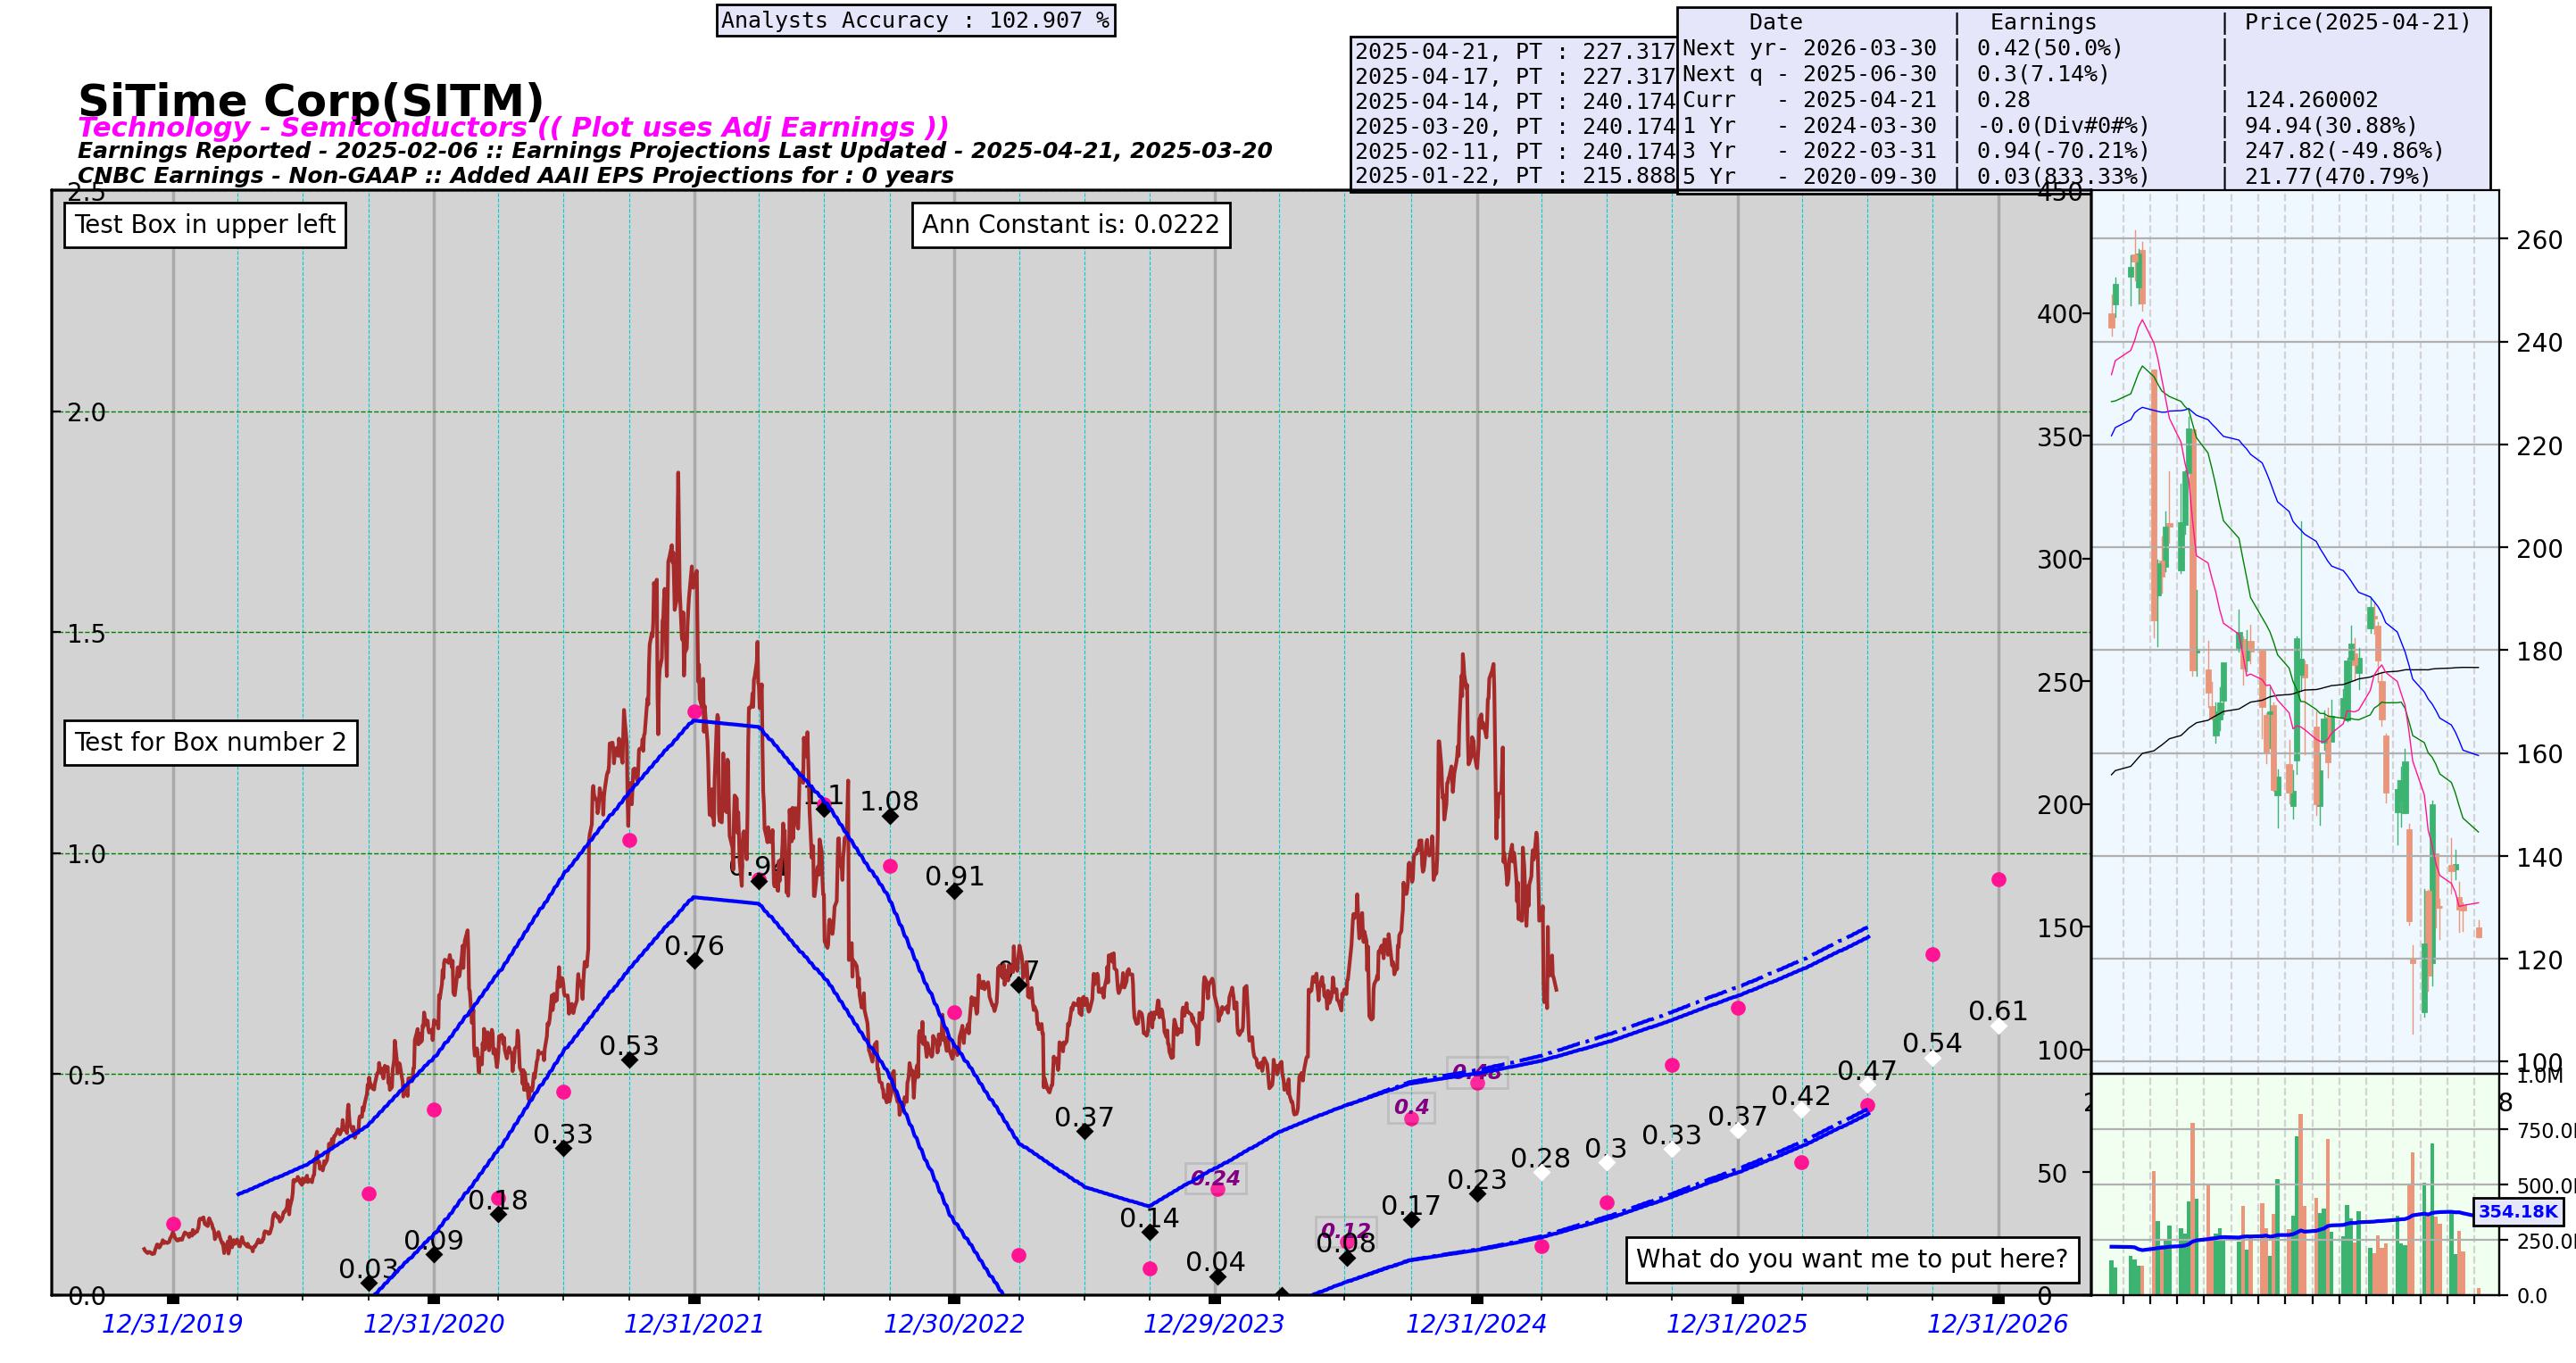 Analysts Accuracy : 102.907 %
2025-04-21, PT : 227.317
2025-04-17, PT : 227.317
2025-04-14, PT : 240.174
2025-03-20, PT : 240.174
2025-02-11, PT : 240.174
2025-01-22, PT : 215.888
Date | Earnings | Price(2025-04-21)
Next yr- 2026-03-30 | 0.42(50.0%) |
Next q - 2025-06-30 | 0.3(7.14%) |
Curr - 2025-04-21 | 0.28 | 124.260002
1 Yr - 2024-03-30 | -0.0(Div#0#%) | 94.94(30.88%)
3 Yr - 2022-03-31 | 0.94(-70.21%) | 247.82(-49.86%)
5 Yr - 2020-09-30 | 0.03(833.33%) | 21.77(470.79%)
SiTime Corp(SITM)
Technology - Semiconductors (( Plot uses Adj Earnings ))
Earnings Reported - 2025-02-06 :: Earnings Projections Last Updated - 2025-04-21, 2025-03-20
CNBC Earnings - Non-GAAP :: Added AAII EPS Projections for : 0 years
Test Box in upper left
Ann Constant is: 0.0222
Test for Box number 2
What do you want me to put here?
2.5
2.0
1.5
1.0
0.5
0.0
0.03
0.09
0.18
0.33
0.53
0.76
0.94
1.1
1.08
0.91
0.7
0.37
0.14
0.24
0.04
0.12
0.08
0.4
0.17
0.48
0.23
0.28
0.3
0.33
0.37
0.42
0.47
0.54
0.61
450
400
350
300
250
200
150
100
50
0
260
240
220
200
180
160
140
120
100
1.0M
750.0
500.0
354.18K
250.0
0.0
2
8
12/31/2019
12/31/2020
12/31/2021
12/30/2022
12/29/2023
12/31/2024
12/31/2025
12/31/2026